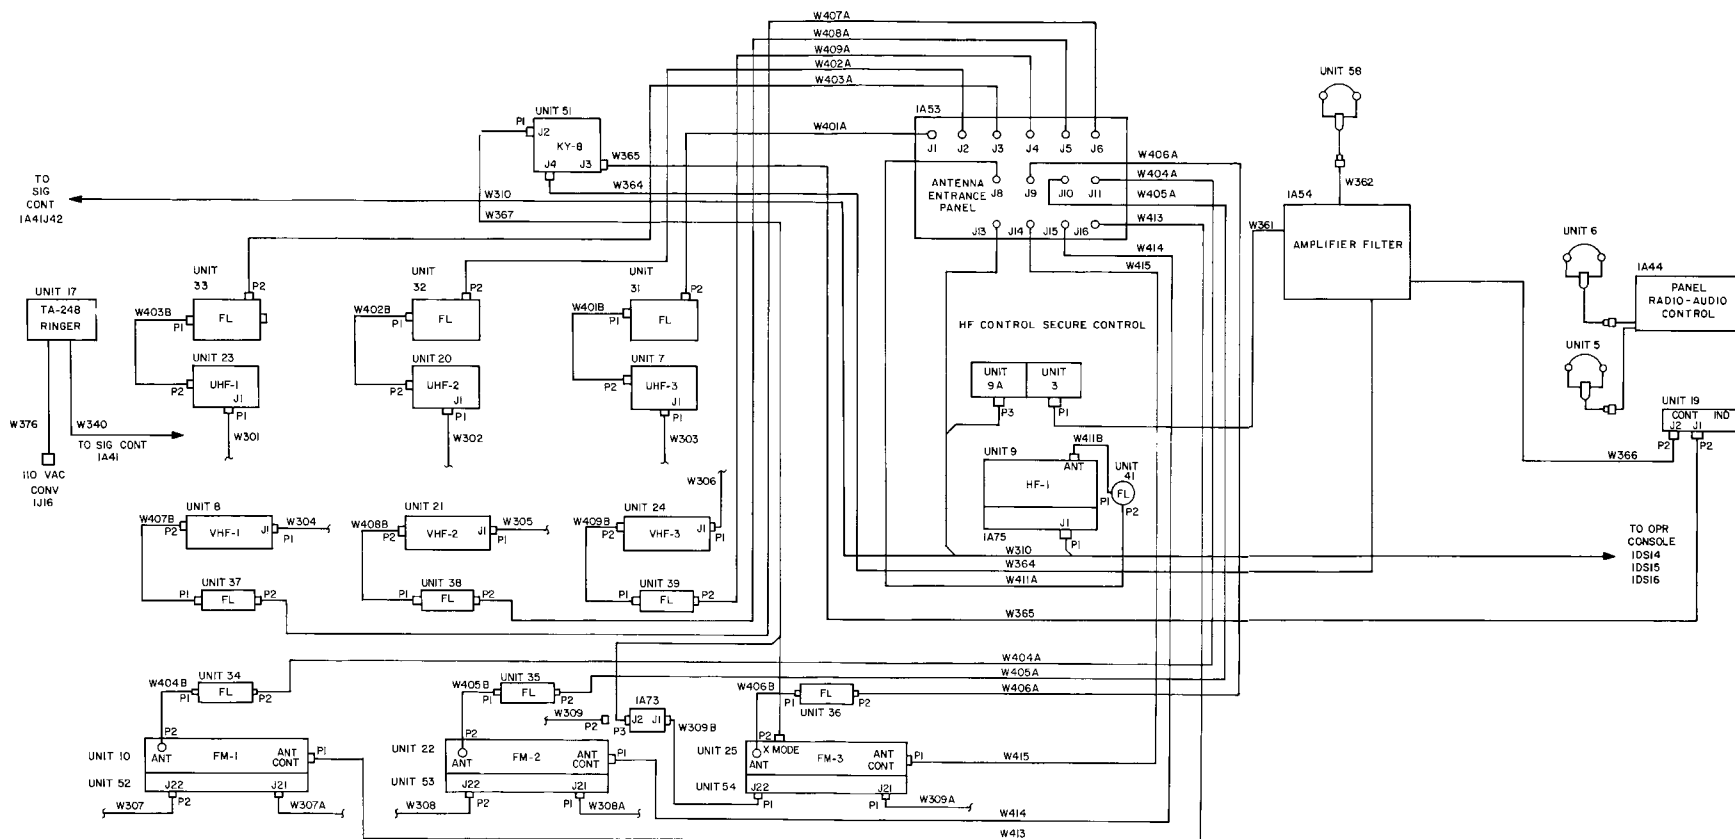 W407A
W408A
W409A
W402A
W403A
UNIT 56
UNIT 51
P1
J2
KY-8
J4
J3
W365
W364
W401A
1A53
J1
J2
J3
J4
J5
J6
W406A
W404A
W405A
J8
J9
J10
J11
ANTENNA
ENTRANCE
PANEL
J13
J14
J15
J16
W413
W414
W415
W362
1A54
W361
AMPLIFIER FILTER
UNIT 6
1A44
PANEL
RADIO-AUDIO
CONTROL
UNIT 5
TO
SIG
CONT
1A41J42
W310
W367
UNIT
33
P2
W403B
P1
FL
UNIT
32
P2
W402B
P1
FL
UNIT
31
P2
W401B
P1
FL
UNIT 17
TA-248
RINGER
UNIT 23
P2
UHF-1
J1
P1
W301
UNIT 20
P2
UHF-2
J1
P1
W302
UNIT 7
P2
UHF-3
J1
P1
W303
W376
W340
TO SIG CONT
1A41
110 VAC
CONV
1J16
HF CONTROL SECURE CONTROL
UNIT
9A
UNIT
3
P3
P1
UNIT 19
CONT
IND
J2
J1
P2
P2
W366
W411B
UNIT 9
ANT
UNIT
41
HF-1
P1
FL
P2
J1
1A75
P1
W306
UNIT 8
W407B
P2
VHF-1
J1
W304
P1
UNIT 21
W408B
P2
VHF-2
J1
W305
P1
UNIT 24
W409B
P2
VHF-3
J1
P1
W310
W364
W411A
TO OPR
CONSOLE
1DS14
1DS15
1DS16
UNIT 37
P1
FL
P2
UNIT 38
P1
FL
P2
UNIT 39
P1
FL
P2
W365
W404A
W405A
W406A
UNIT 34
W404B
P1
FL
P2
UNIT 35
W405B
P1
FL
P2
W406B
P1
FL
P2
UNIT 36
1A73
W309
P2
P3
J2
J1
W309B
P2
UNIT 10
ANT
FM-1
ANT
CONT
P1
UNIT 52
J22
J21
W307
P2
P1
W307A
P2
UNIT 22
ANT
FM-2
ANT
CONT
P1
UNIT 53
J22
J21
W308
P2
P1
W308A
P2
UNIT 25
X MODE
ANT
FM-3
ANT
CONT
P1
W415
UNIT 54
J22
J21
P1
P1
W309A
W414
W413